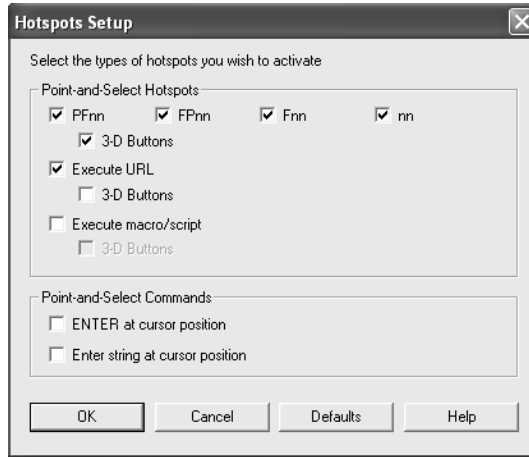 Hotspots Setup
Select the types of hotspots you wish to activate
Point-and-Select Hotspots
PFnn FPnn Fnn nn
3-D Buttons
Execute URL
3-D Buttons
Execute macro/script
3-D Buttons
Point-and-Select Commands
ENTER at cursor position
Enter string at cursor position
OK Cancel Defaults Help